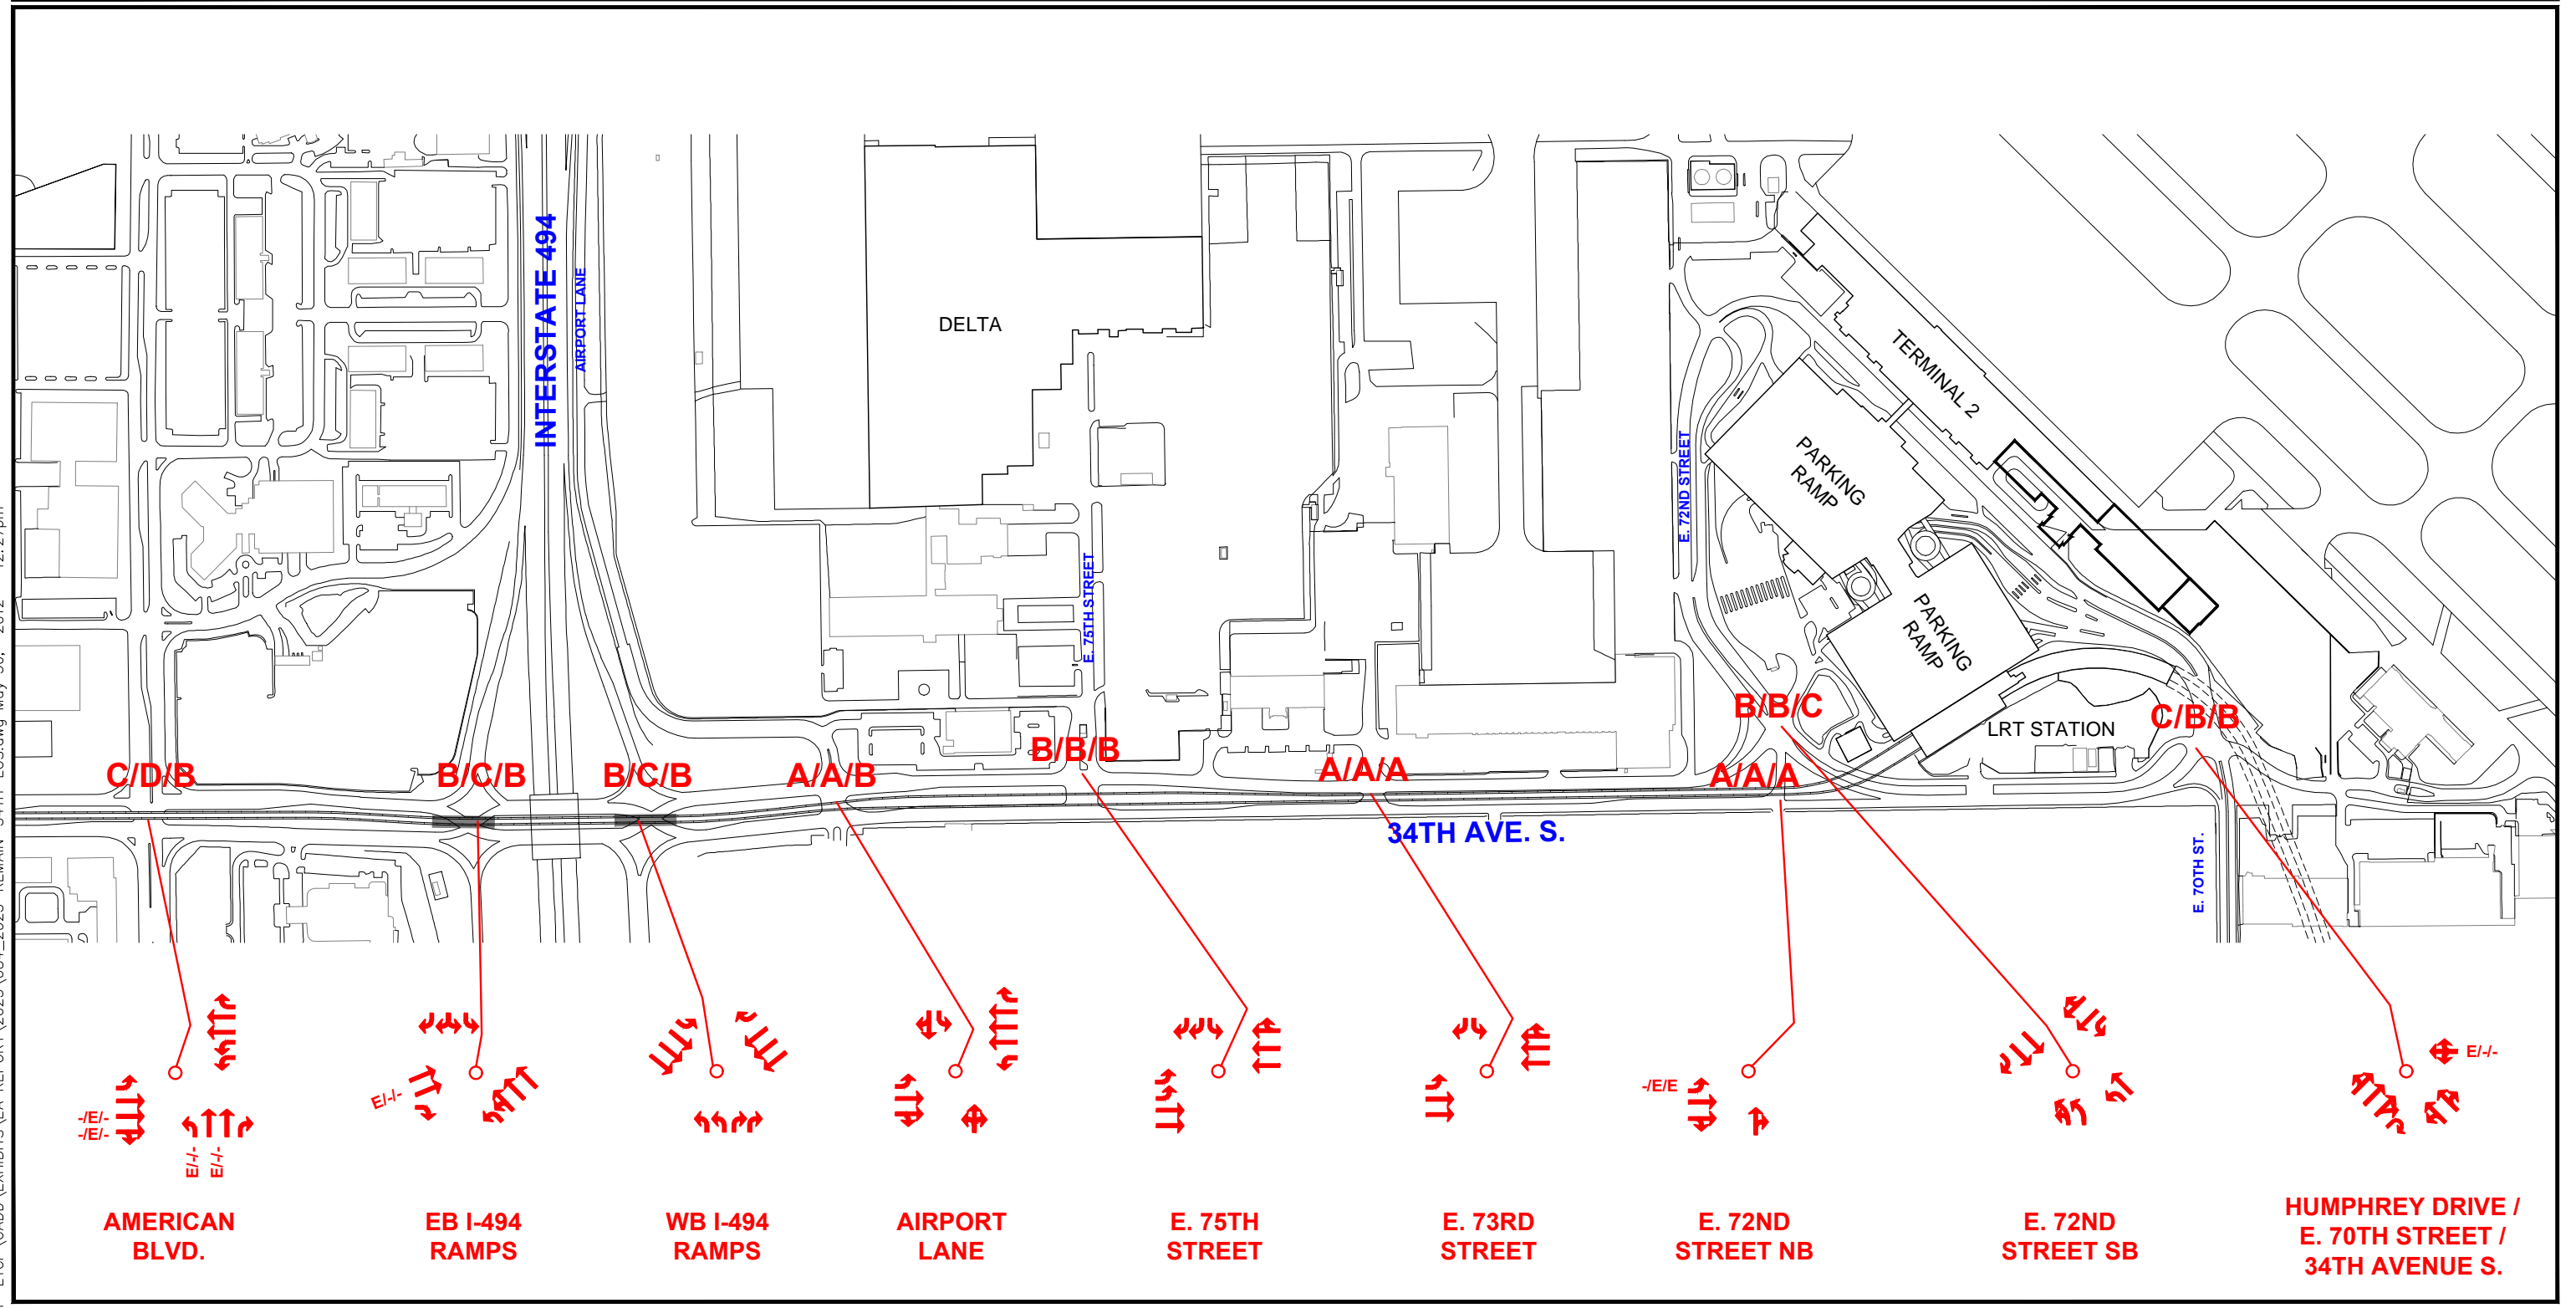 INTERSTATE 494
AIRPORT LANE
DELTA
E. 75TH STREET
E. 72ND STREET
TERMINAL 2
PARKING
RAMP
PARKING
RAMP
LRT STATION
C/D/B
B/C/B
B/C/B
A/A/B
B/B/B
A/A/A
A/A/A
B/B/C
C/B/B
34TH AVE. S.
E. 70TH ST.
-/E/-
-/E/-
E/-/-
E/-/-
E/-/-
-/E/E
E/-/-
AMERICAN
BLVD.
EB I-494
RAMPS
WB I-494
RAMPS
AIRPORT
LANE
E. 75TH
STREET
E. 73RD
STREET
E. 72ND
STREET NB
E. 72ND
STREET SB
HUMPHREY DRIVE /
E. 70TH STREET /
34TH AVENUE S.